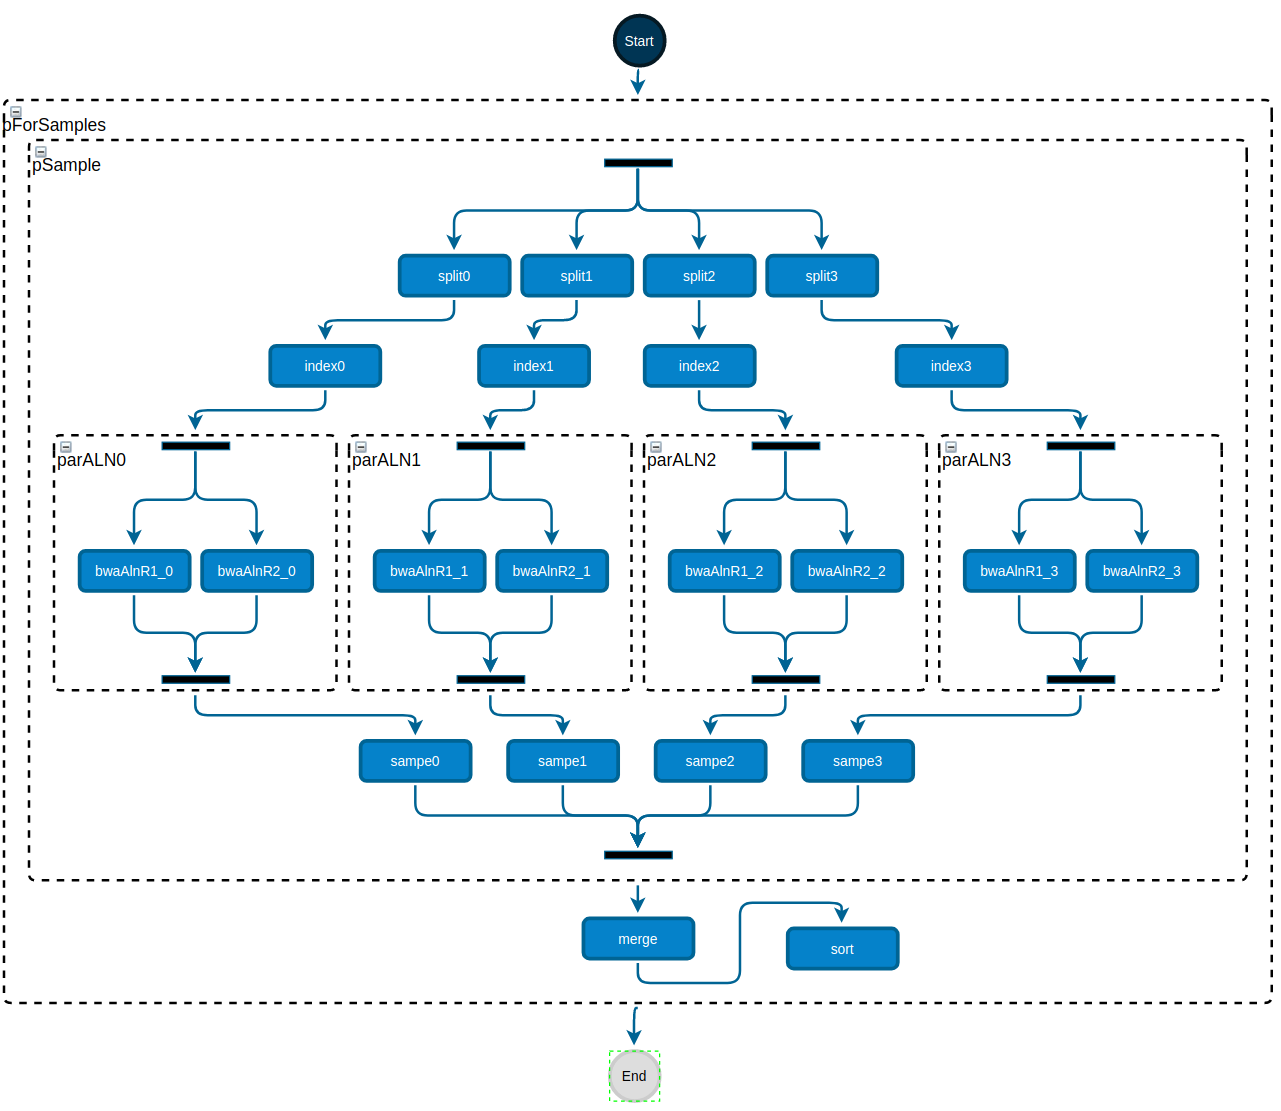 Start
pForSamples
pSample
split0 split1 split2 split3
index0 index1 index2 index3
parALN0 parALN1 parALN2 parALN3
bwaAlnR1_0 bwaAlnR2_0 bwaAlnR1_1 bwaAlnR2_1 bwaAlnR1_2 bwaAlnR2_2 bwaAlnR1_3 bwaAlnR2_3
sampe0 sampe1 sampe2 sampe3
merge
sort
End